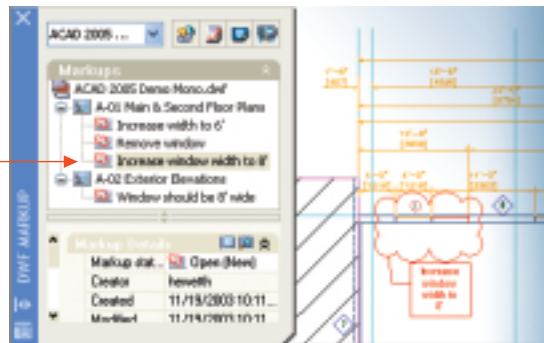 ACAD 2005 ...
Markups
ACAD 2005 Demo Mono.dwf
A-01 Main & Second Floor Plans
Increase width to 6'
Remove window
Increase window width to 8'
A-02 Exterior Elevations
Window should be 8' wide
Markup Details
Markup stat... Open (New)
Creator hewetth
Created 11/19/2003 10:11...
Modified 11/19/2003 10:11
DWF MARKUP
Increase
window
width to
8'